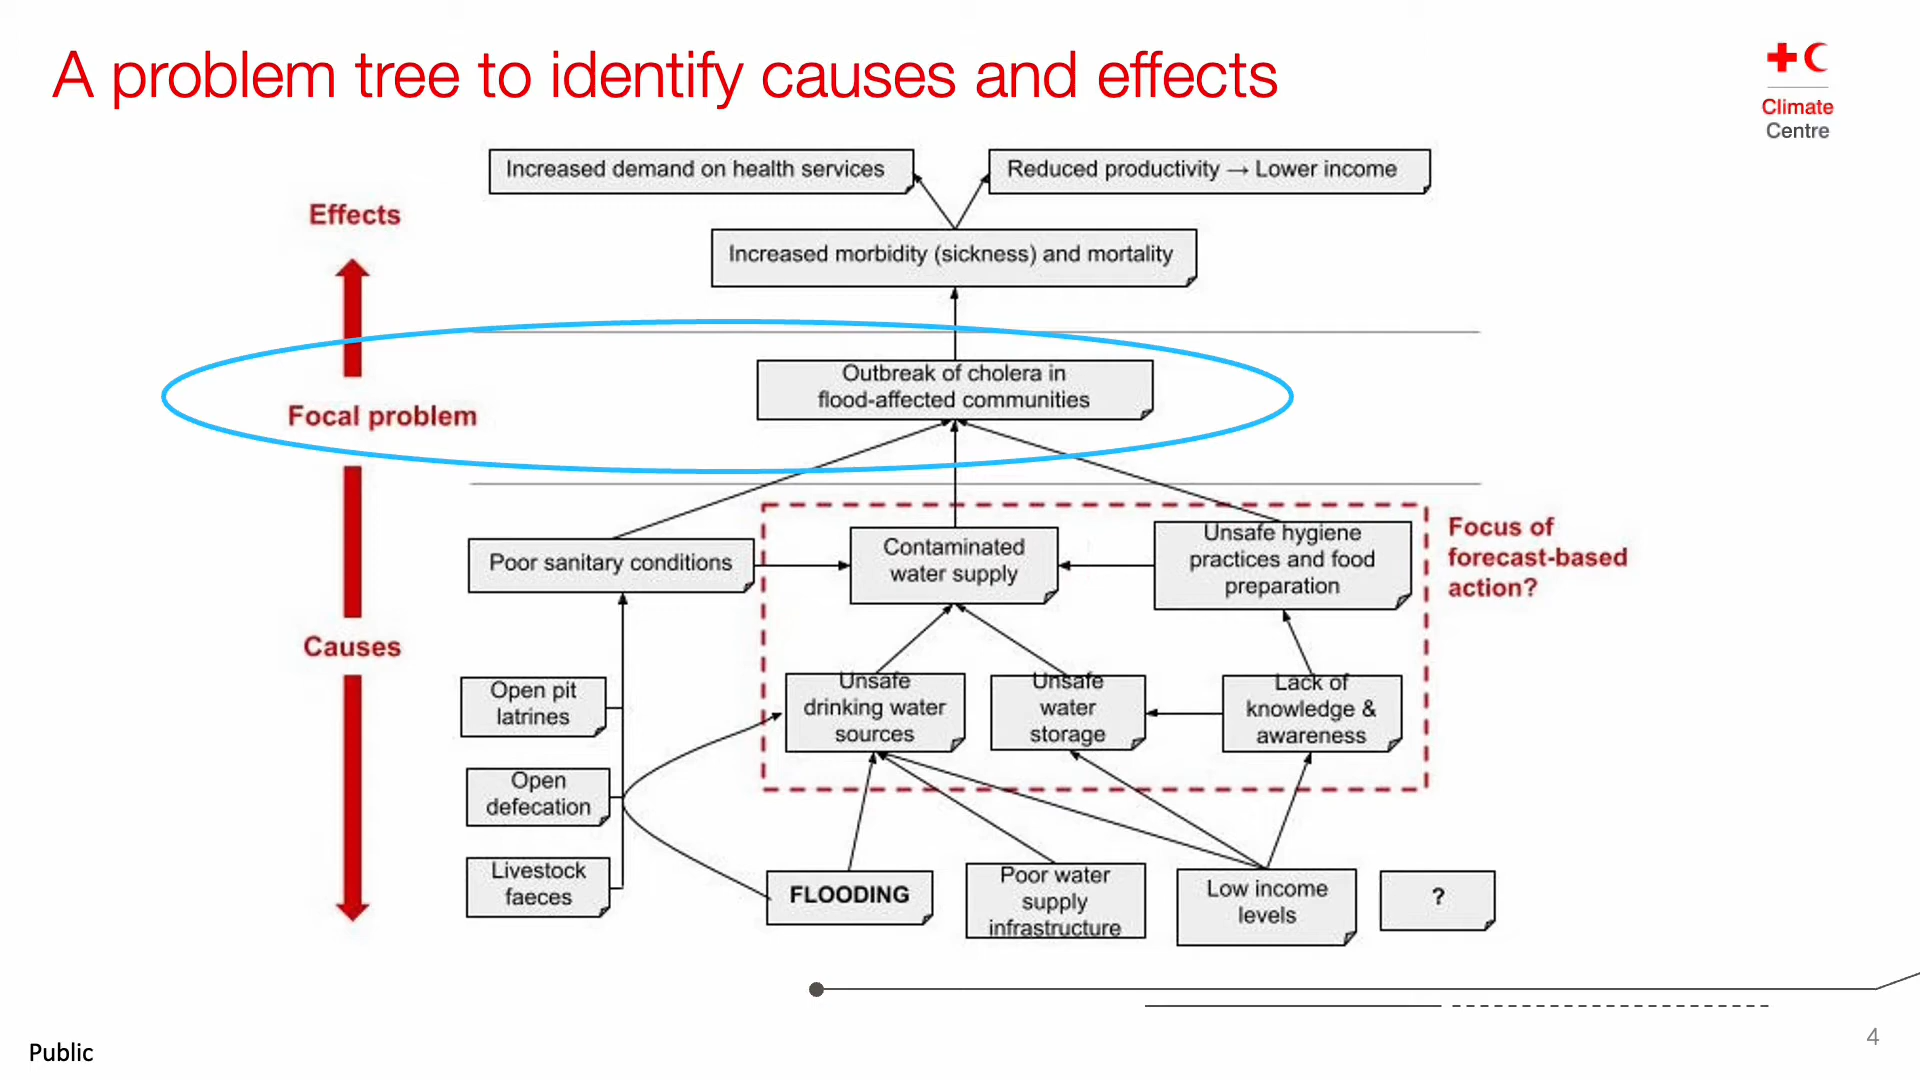 A problem tree to identify causes and effects
Climate
Centre
Increased demand on health services
Reduced productivity → Lower income
Effects
Increased morbidity (sickness) and mortality
Outbreak of cholera in
flood-affected communities
Focal problem
Poor sanitary conditions
Contaminated
water supply
Unsafe hygiene
practices and food
preparation
Focus of
forecast-based
action?
Causes
Open pit
latrines
Unsafe
drinking water
sources
Unsafe
water
storage
Lack of
knowledge &
awareness
Open
defecation
Livestock
faeces
FLOODING
Poor water
supply
infrastructure
Low income
levels
?
Public
4